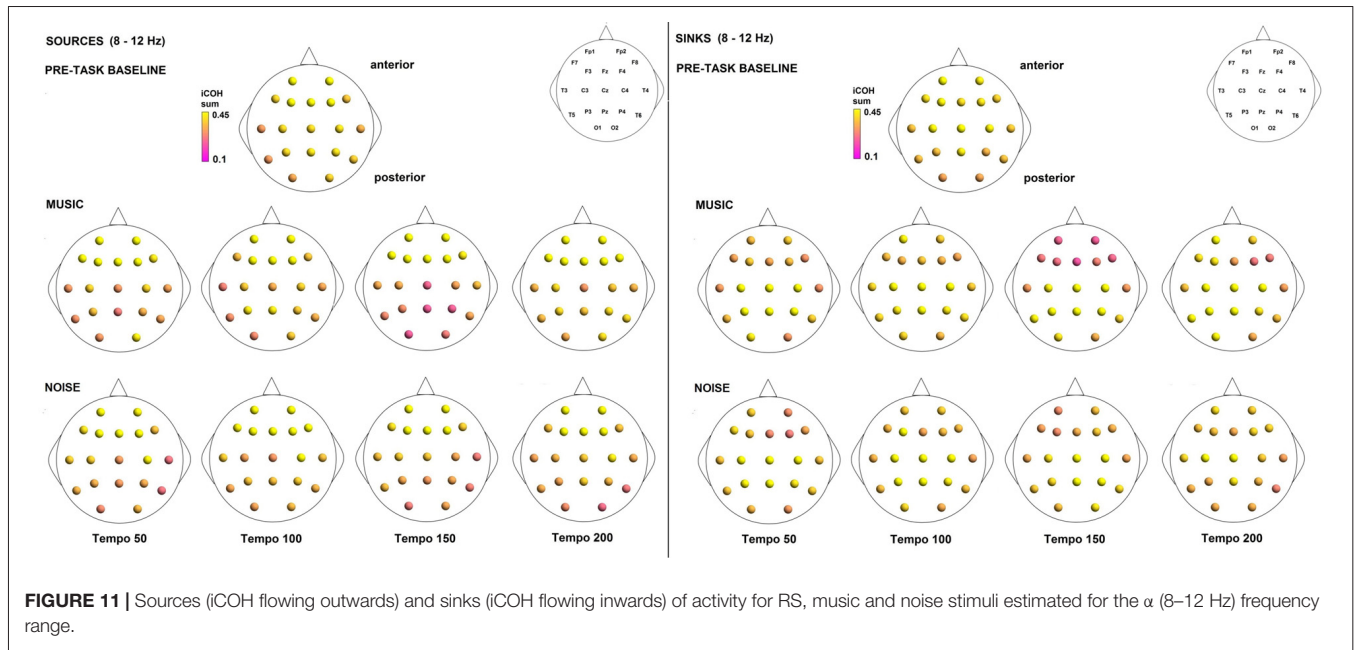 SOURCES (8 - 12 Hz)
PRE-TASK BASELINE
anterior
iCOH
sum
0.45
0.1
posterior
Fp1 Fp2
F7 F8
F3 Fz F4
T3 C3 Cz C4 T4
P3 Pz P4
T5 T6
O1 O2
MUSIC
NOISE
Tempo 50 Tempo 100 Tempo 150 Tempo 200
SINKS (8 - 12 Hz)
PRE-TASK BASELINE
anterior
iCOH
sum
0.45
0.1
posterior
Fp1 Fp2
F7 F8
F3 Fz F4
T3 C3 Cz C4 T4
P3 Pz P4
T5 T6
O1 O2
MUSIC
NOISE
Tempo 50 Tempo 100 Tempo 150 Tempo 200
FIGURE 11 | Sources (iCOH flowing outwards) and sinks (iCOH flowing inwards) of activity for RS, music and noise stimuli estimated for the α (8–12 Hz) frequency
range.